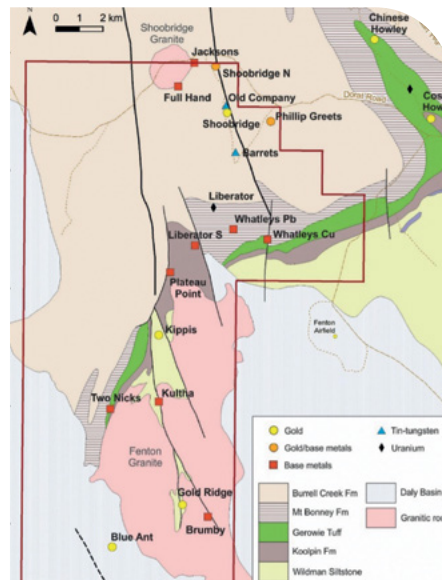 0 1 2 km
Shoobridge
Granite
Jacksons
Shoobridge N
Full Hand
Old Company
Shoobridge
Phillip Greets
Barrets
Chinese
Howley
Liberator
Whatleys Pb
Liberator S
Whatleys Cu
Plateau
Point
Kippis
Fenton
Airfield
Two Nicks
Kultha
Fenton
Granite
Gold Ridge
Brumby
Blue Ant
Gold
Gold/base metals
Base metals
Tin-tungsten
Uranium
Burrell Creek Fm
Mt Bonney Fm
Gerowie Tuff
Koolpin Fm
Wildman Siltstone
Daly Basin
Granitic